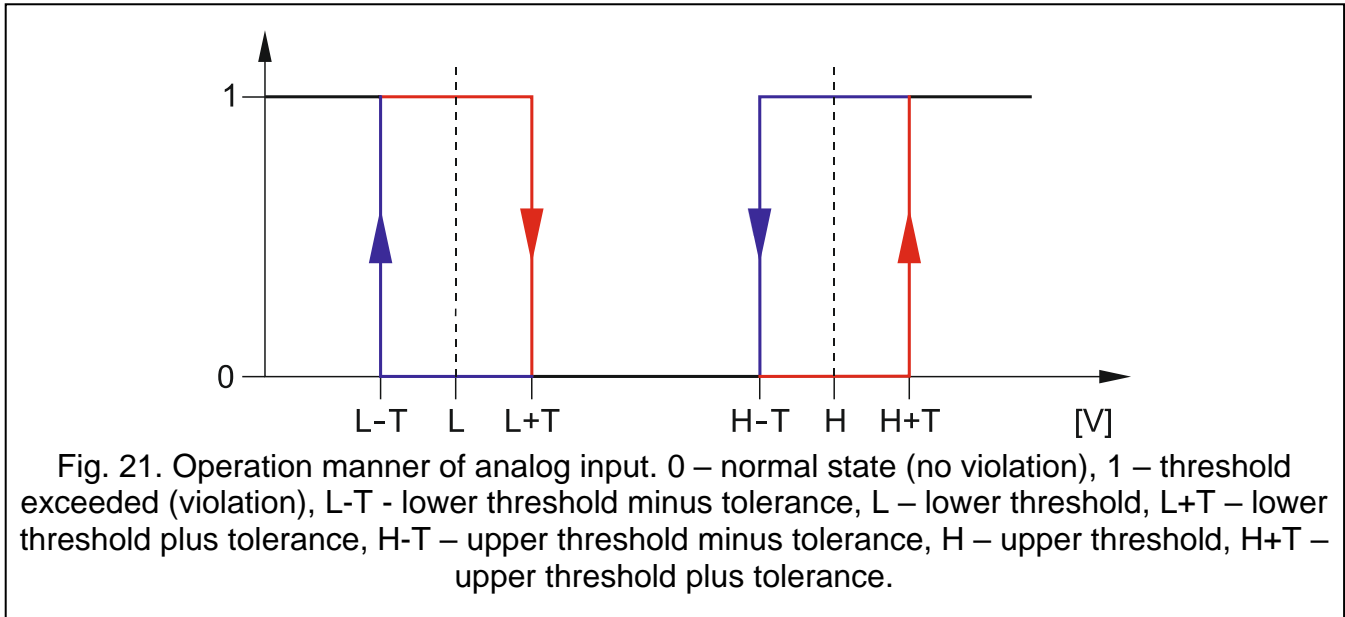 1
0
L-T L L+T H-T H H+T [V]
Fig. 21. Operation manner of analog input. 0 – normal state (no violation), 1 – threshold
exceeded (violation), L-T - lower threshold minus tolerance, L – lower threshold, L+T – lower
threshold plus tolerance, H-T – upper threshold minus tolerance, H – upper threshold, H+T –
upper threshold plus tolerance.